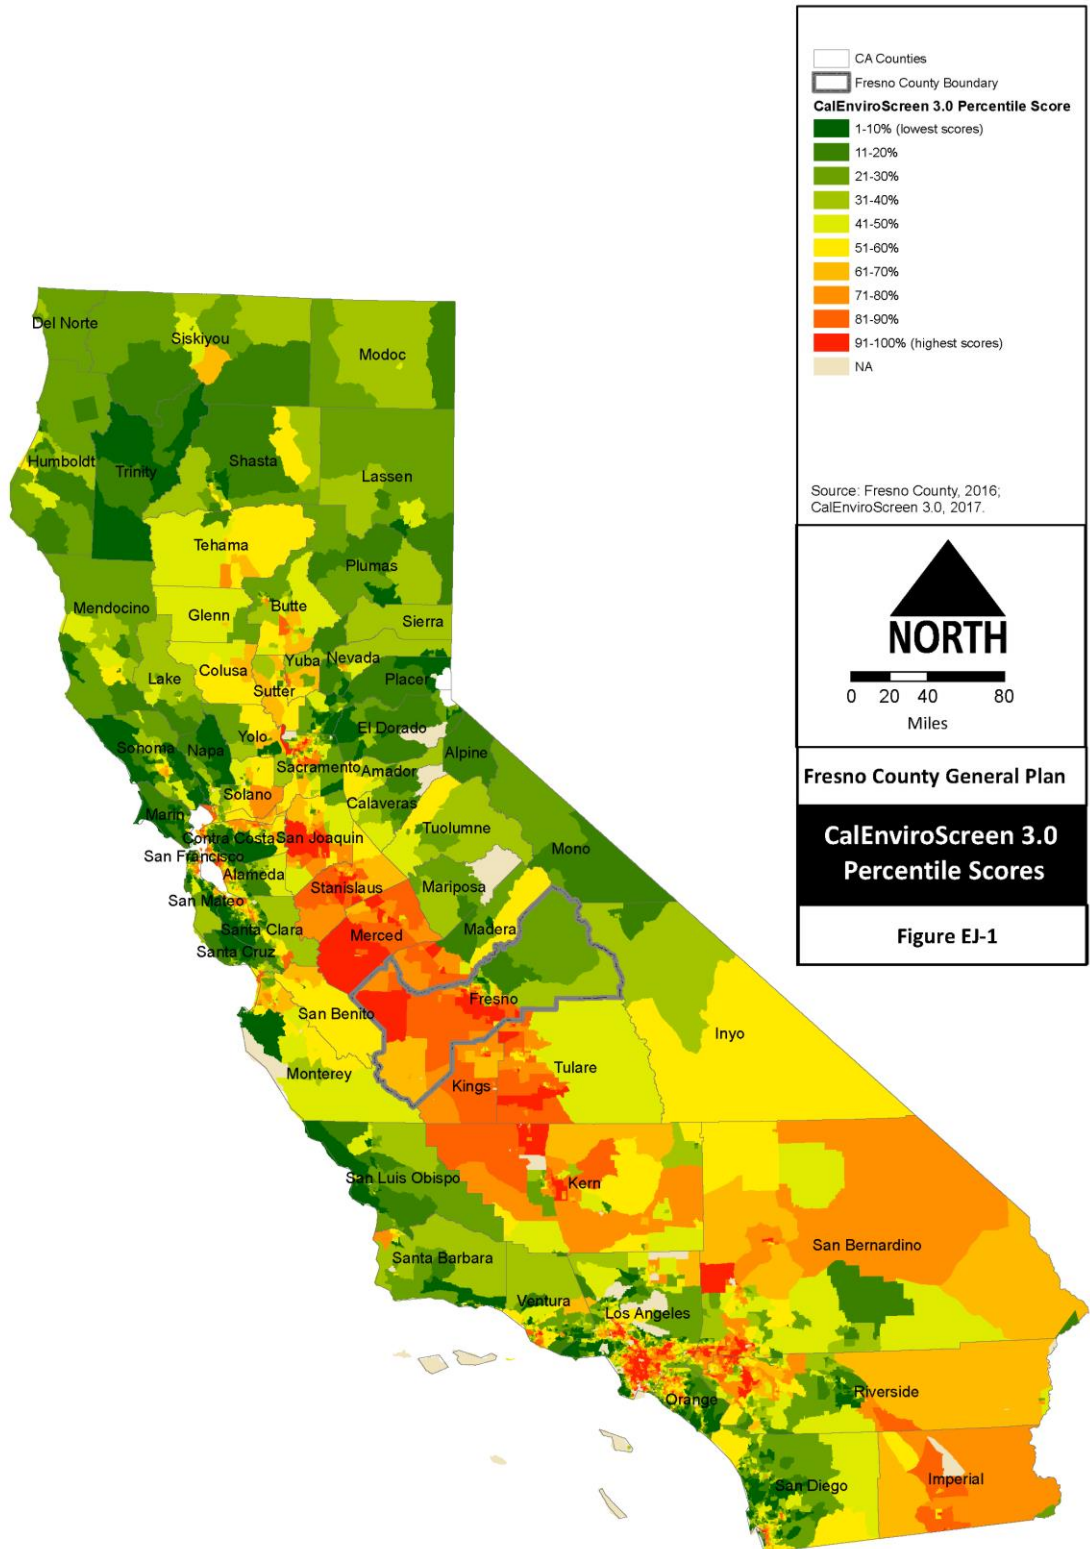 CA Counties
Fresno County Boundary
CalEnviroScreen 3.0 Percentile Score
1-10% (lowest scores)
11-20%
21-30%
31-40%
41-50%
51-60%
61-70%
71-80%
81-90%
91-100% (highest scores)
NA
Source: Fresno County, 2016;
CalEnviroScreen 3.0, 2017.
NORTH
0 20 40 80
Miles
Fresno County General Plan
CalEnviroScreen 3.0
Percentile Scores
Figure EJ-1
Del Norte
Siskiyou
Modoc
Humboldt
Trinity
Shasta
Lassen
Tehama
Plumas
Mendocino
Glenn
Butte
Sierra
Lake
Colusa
Yuba
Nevada
Sutter
Placer
Sonoma
Napa
Yolo
El Dorado
Sacramento
Amador
Alpine
Solano
Calaveras
Marin
Contra Costa
San Joaquin
Tuolumne
Mono
San Francisco
Alameda
Stanislaus
Mariposa
San Mateo
Santa Clara
Merced
Madera
Santa Cruz
Fresno
San Benito
Inyo
Monterey
Kings
Tulare
San Luis Obispo
Kern
San Bernardino
Santa Barbara
Ventura
Los Angeles
Orange
Riverside
San Diego
Imperial